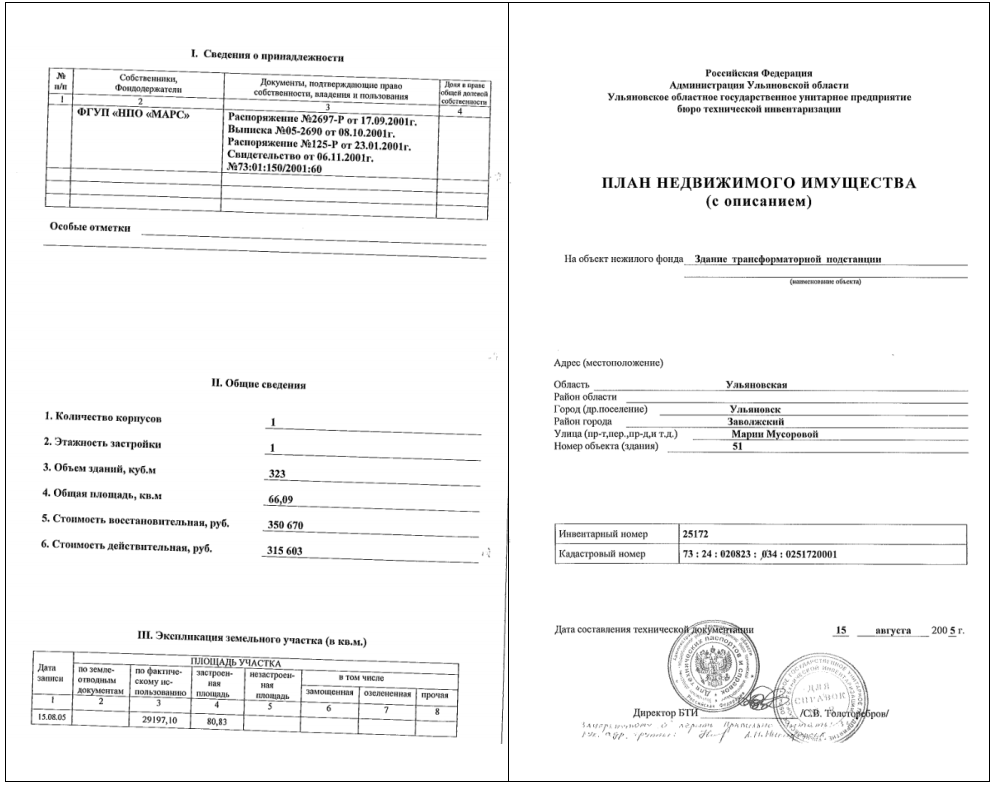 I. Сведения о принадлежности
№ п/п
Собственники, Фондодержатели
Документы, подтверждающие право собственности, владения и пользования
Доля в праве общей долевой собственности
1 2 3 4
ФГУП «НПО «МАРС»
Распоряжение №2697-Р от 17.09.2001г.
Выписка №05-2690 от 08.10.2001г.
Распоряжение №125-Р от 23.01.2001г.
Свидетельство от 06.11.2001г.
№73:01:150/2001:60
Особые отметки
II. Общие сведения
1. Количество корпусов 1
2. Этажность застройки 1
3. Объем зданий, куб.м 323
4. Общая площадь, кв.м 66,09
5. Стоимость восстановительная, руб. 350 670
6. Стоимость действительная, руб. 315 603
III. Экспликация земельного участка (в кв.м.)
Дата записи
ПЛОЩАДЬ УЧАСТКА
по земле-отводным документам
по фактиче-скому ис-пользованию
застроен-ная площадь
незастроен-ная площадь
в том числе
замощенная
озелененная
прочая
1 2 3 4 5 6 7 8
15.08.05 29197,10 80,83
Российская Федерация
Администрация Ульяновской области
Ульяновское областное государственное унитарное предприятие
бюро технической инвентаризации
ПЛАН НЕДВИЖИМОГО ИМУЩЕСТВА
(с описанием)
На объект нежилого фонда Здание трансформаторной подстанции
(наименование объекта)
Адрес (местоположение)
Область Ульяновская
Район области
Город (др.поселение) Ульяновск
Район города Заволжский
Улица (пр-т,пер.,пр-д,и т.д.) Марии Мусоровой
Номер объекта (здания) 51
Инвентарный номер 25172
Кадастровый номер 73 : 24 : 020823 : 034 : 0251720001
Дата составления технической документации 15 августа 2005 г.
ДЛЯ
СПРАВОК
Директор БТИ /С.В. Толсторебров/